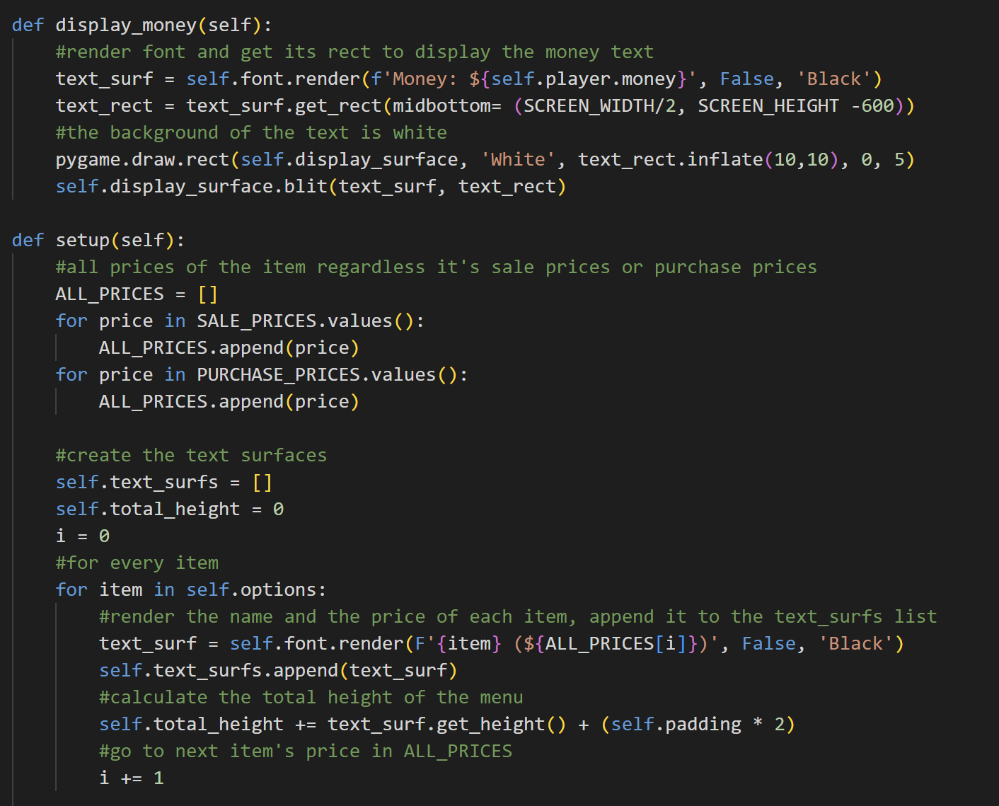 def display_money(self):
    #render font and get its rect to display the money text
    text_surf = self.font.render(f'Money: ${self.player.money}', False, 'Black')
    text_rect = text_surf.get_rect(midbottom= (SCREEN_WIDTH/2, SCREEN_HEIGHT -600))
    #the background of the text is white
    pygame.draw.rect(self.display_surface, 'White', text_rect.inflate(10,10), 0, 5)
    self.display_surface.blit(text_surf, text_rect)

def setup(self):
    #all prices of the item regardless it's sale prices or purchase prices
    ALL_PRICES = []
    for price in SALE_PRICES.values():
        ALL_PRICES.append(price)
    for price in PURCHASE_PRICES.values():
        ALL_PRICES.append(price)

    #create the text surfaces
    self.text_surfs = []
    self.total_height = 0
    i = 0
    #for every item
    for item in self.options:
        #render the name and the price of each item, append it to the text_surfs list
        text_surf = self.font.render(F'{item} (${ALL_PRICES[i]})', False, 'Black')
        self.text_surfs.append(text_surf)
        #calculate the total height of the menu
        self.total_height += text_surf.get_height() + (self.padding * 2)
        #go to next item's price in ALL_PRICES
        i += 1